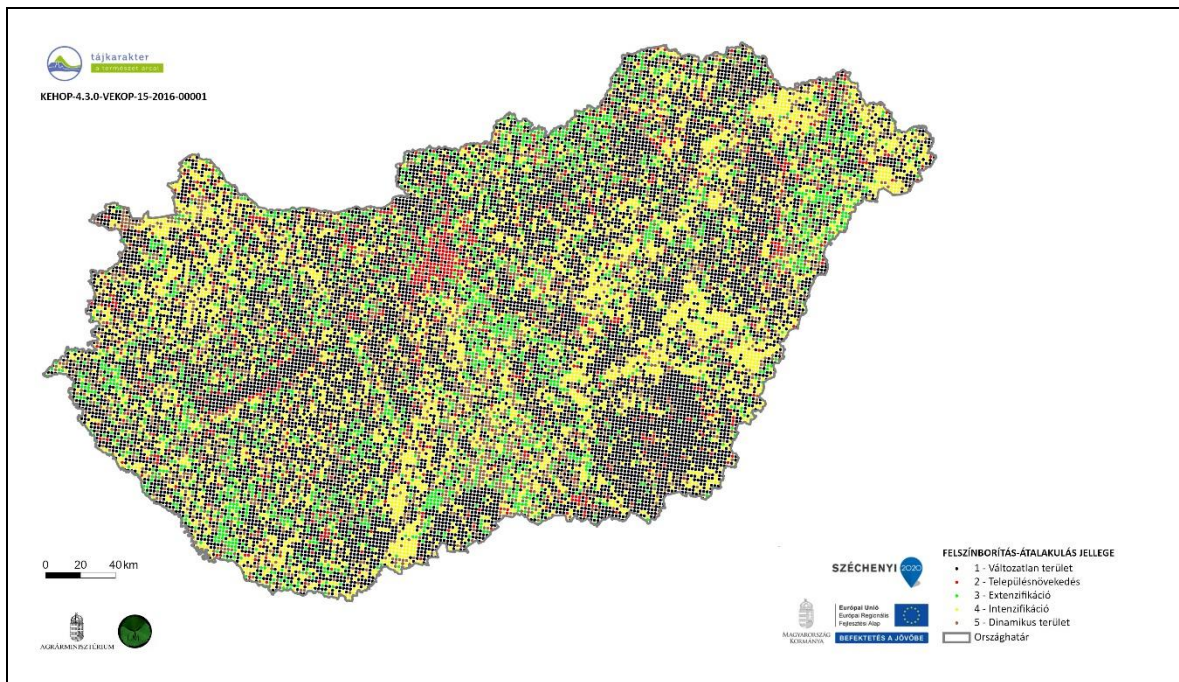 tájkarakter
a természet arcai
KEHOP-4.3.0-VEKOP-15-2016-00001
0 20 40 km
AGRÁRMINISZTÉRIUM
SZÉCHENYI 2020
MAGYARORSZÁG
KORMÁNYA
Európai Unió
Európai Regionális
Fejlesztési Alap
BEFEKTETÉS A JÖVŐBE
FELSZÍNBORÍTÁS-ÁTALAKULÁS JELLEGE
1 - Változatlan terület
2 - Településnövekedés
3 - Extenzifikáció
4 - Intenzifikáció
5 - Dinamikus terület
Országhatár